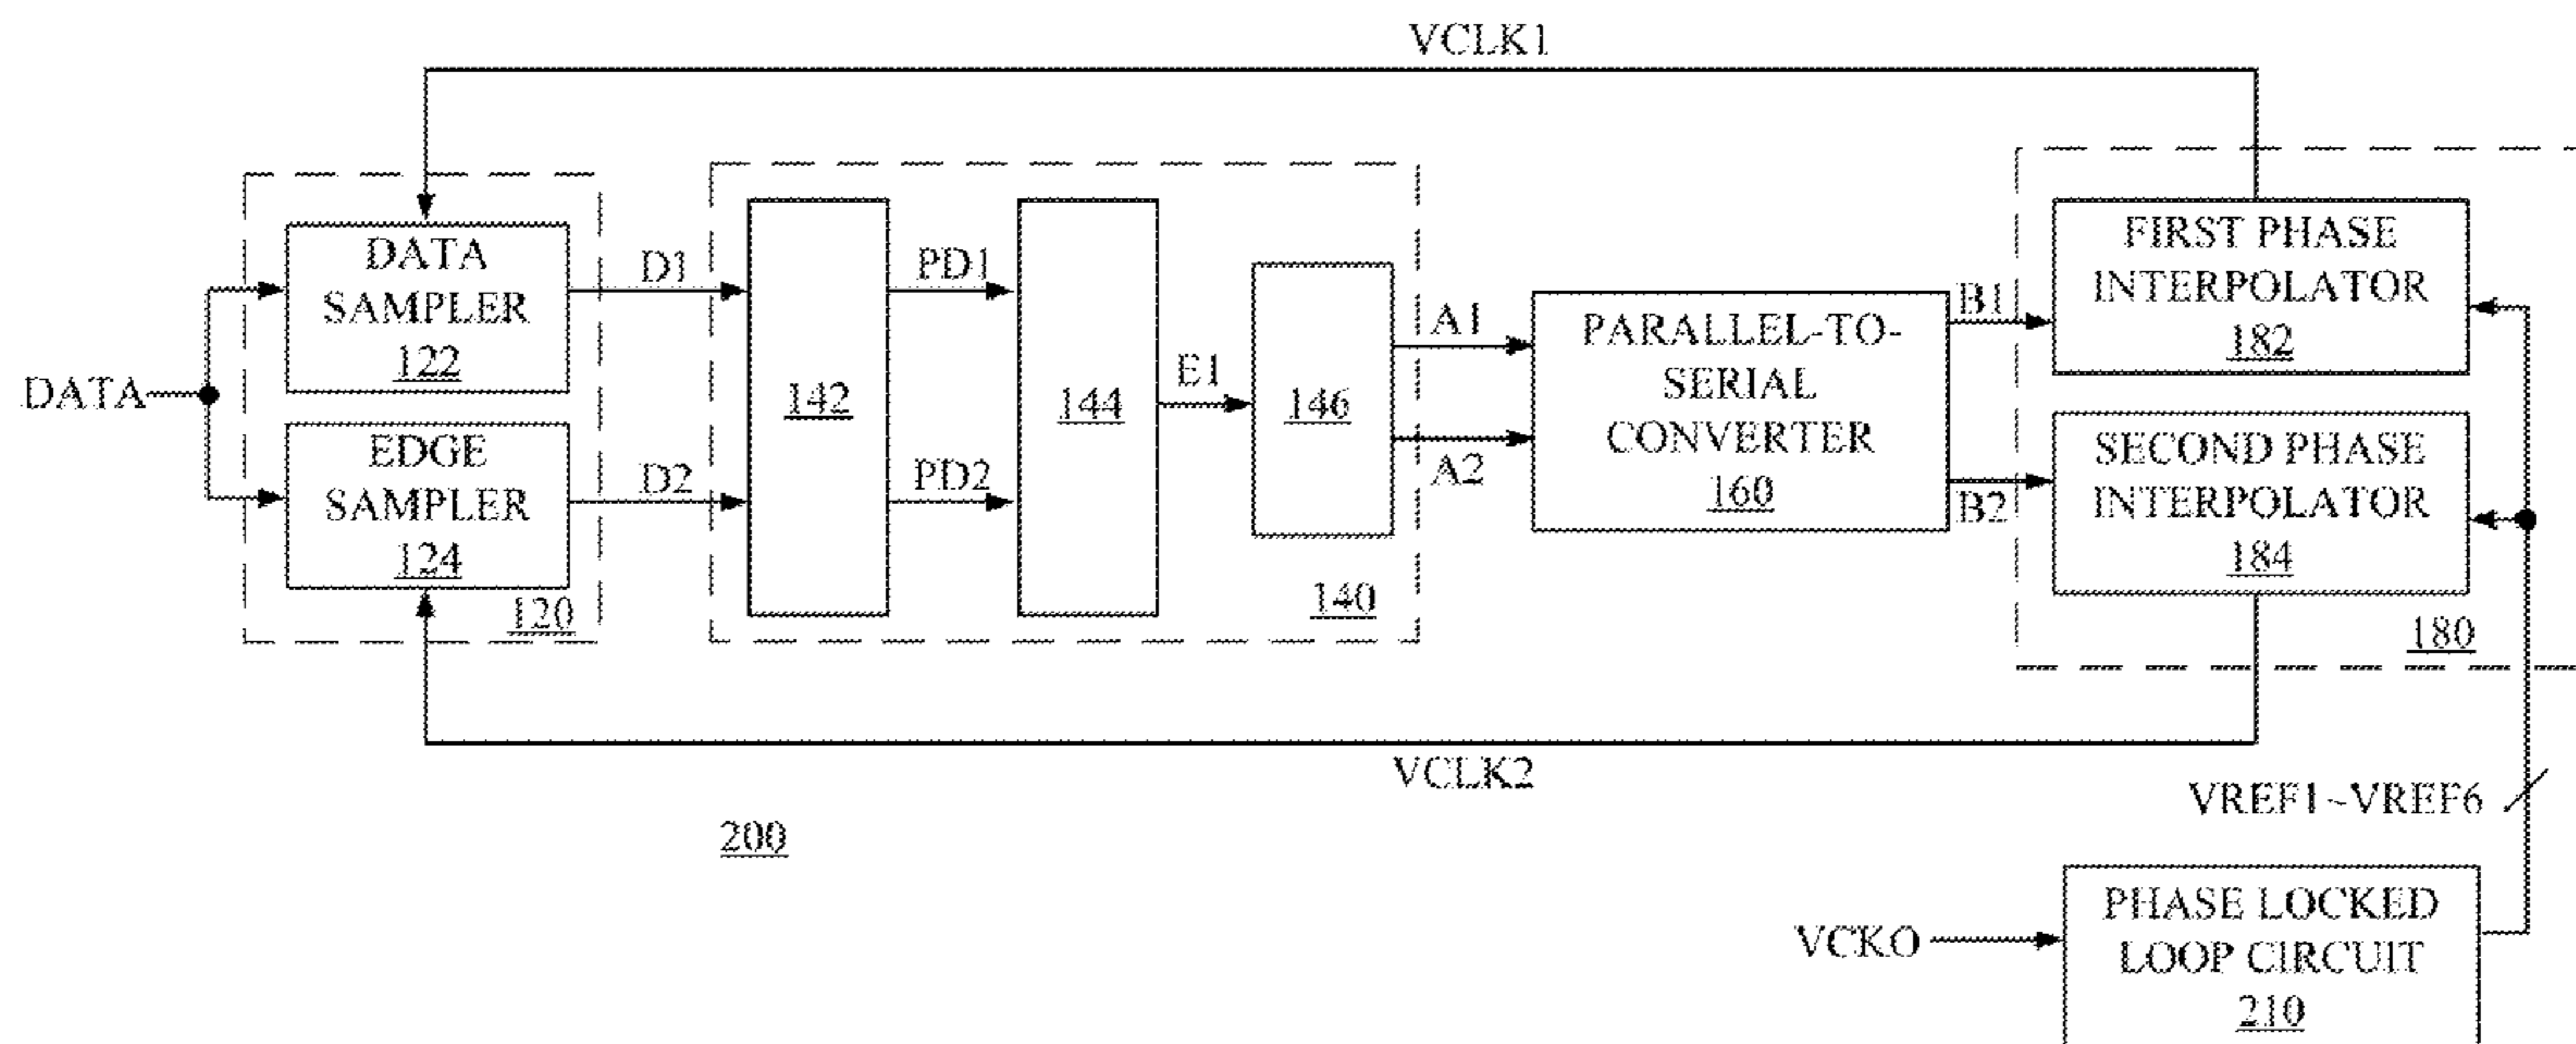 VCLK1
DATA
SAMPLER
122
EDGE
SAMPLER
124
120
DATA
D1
D2
142
PD1
PD2
144
E1
146
140
A1
A2
PARALLEL-TO-
SERIAL
CONVERTER
160
B1
B2
FIRST PHASE
INTERPOLATOR
182
SECOND PHASE
INTERPOLATOR
184
180
VCLK2
VREF1~VREF6
200
VCKO
PHASE LOCKED
LOOP CIRCUIT
210